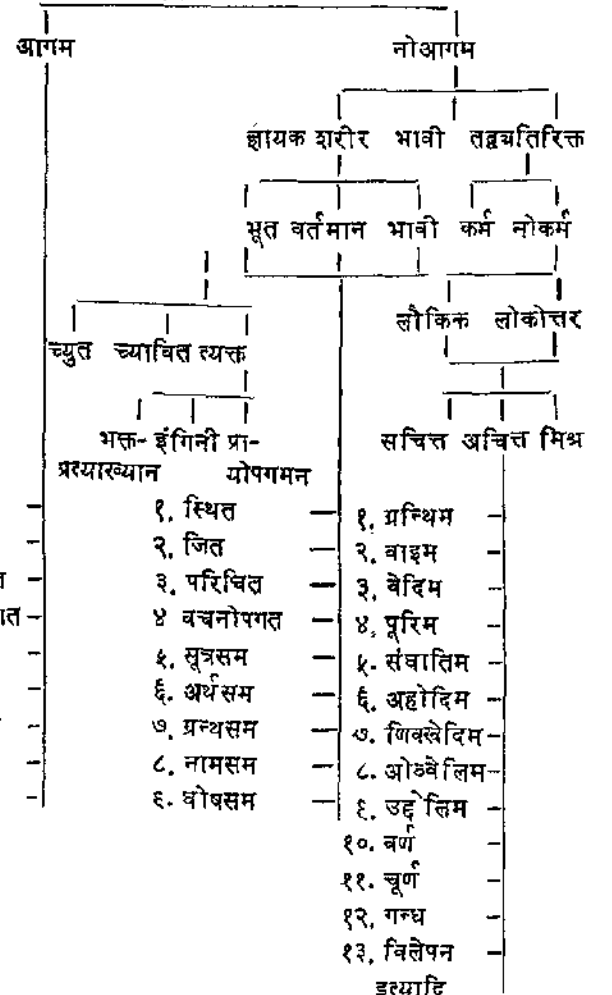 आगम नोआगम
ज्ञायक शरीर भावी तद्वयतिरिक्त
भूत वर्तमान भावी कर्म नोकर्म
लौकिक लोकोत्तर
च्युत च्यावित त्यक्त
भक्त- इंगिनी प्रा-
सचित्त अचित्त मिश्र
प्रत्याख्यान योपगमन
१. स्थित
२. जित
३. परिचित
४ वचनोपगत
५. सूत्रसम
६. अर्थसम
७. ग्रन्थसम
८. नामसम
९. घोषसम
१. ग्रन्थिम
२. वाइम
३. वेदिम
४. पूरिम
५. संघातिम
६. अहोदिम
७. णिक्खेदिम
८. ओव्वेलिम
९. उद्देलिम
१०. वर्ण
११. चूर्ण
१२. गन्ध
१३. विलेपन
इत्यादि